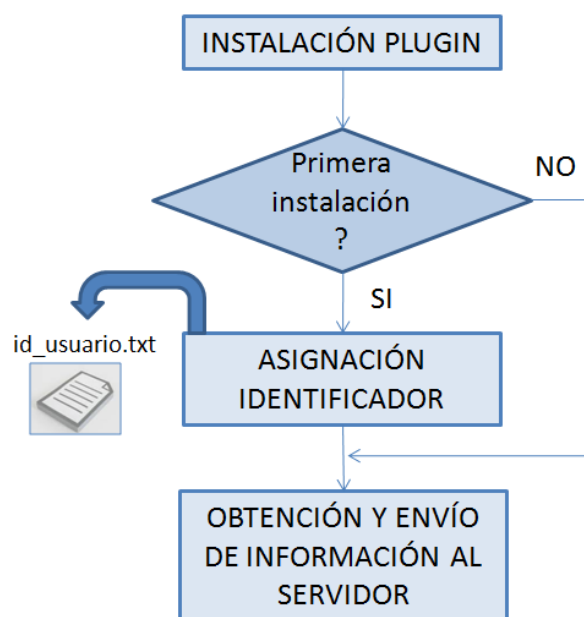 INSTALACIÓN PLUGIN
Primera
instalación
?
NO
SI
id_usuario.txt
ASIGNACIÓN
IDENTIFICADOR
OBTENCIÓN Y ENVÍO
DE INFORMACIÓN AL
SERVIDOR